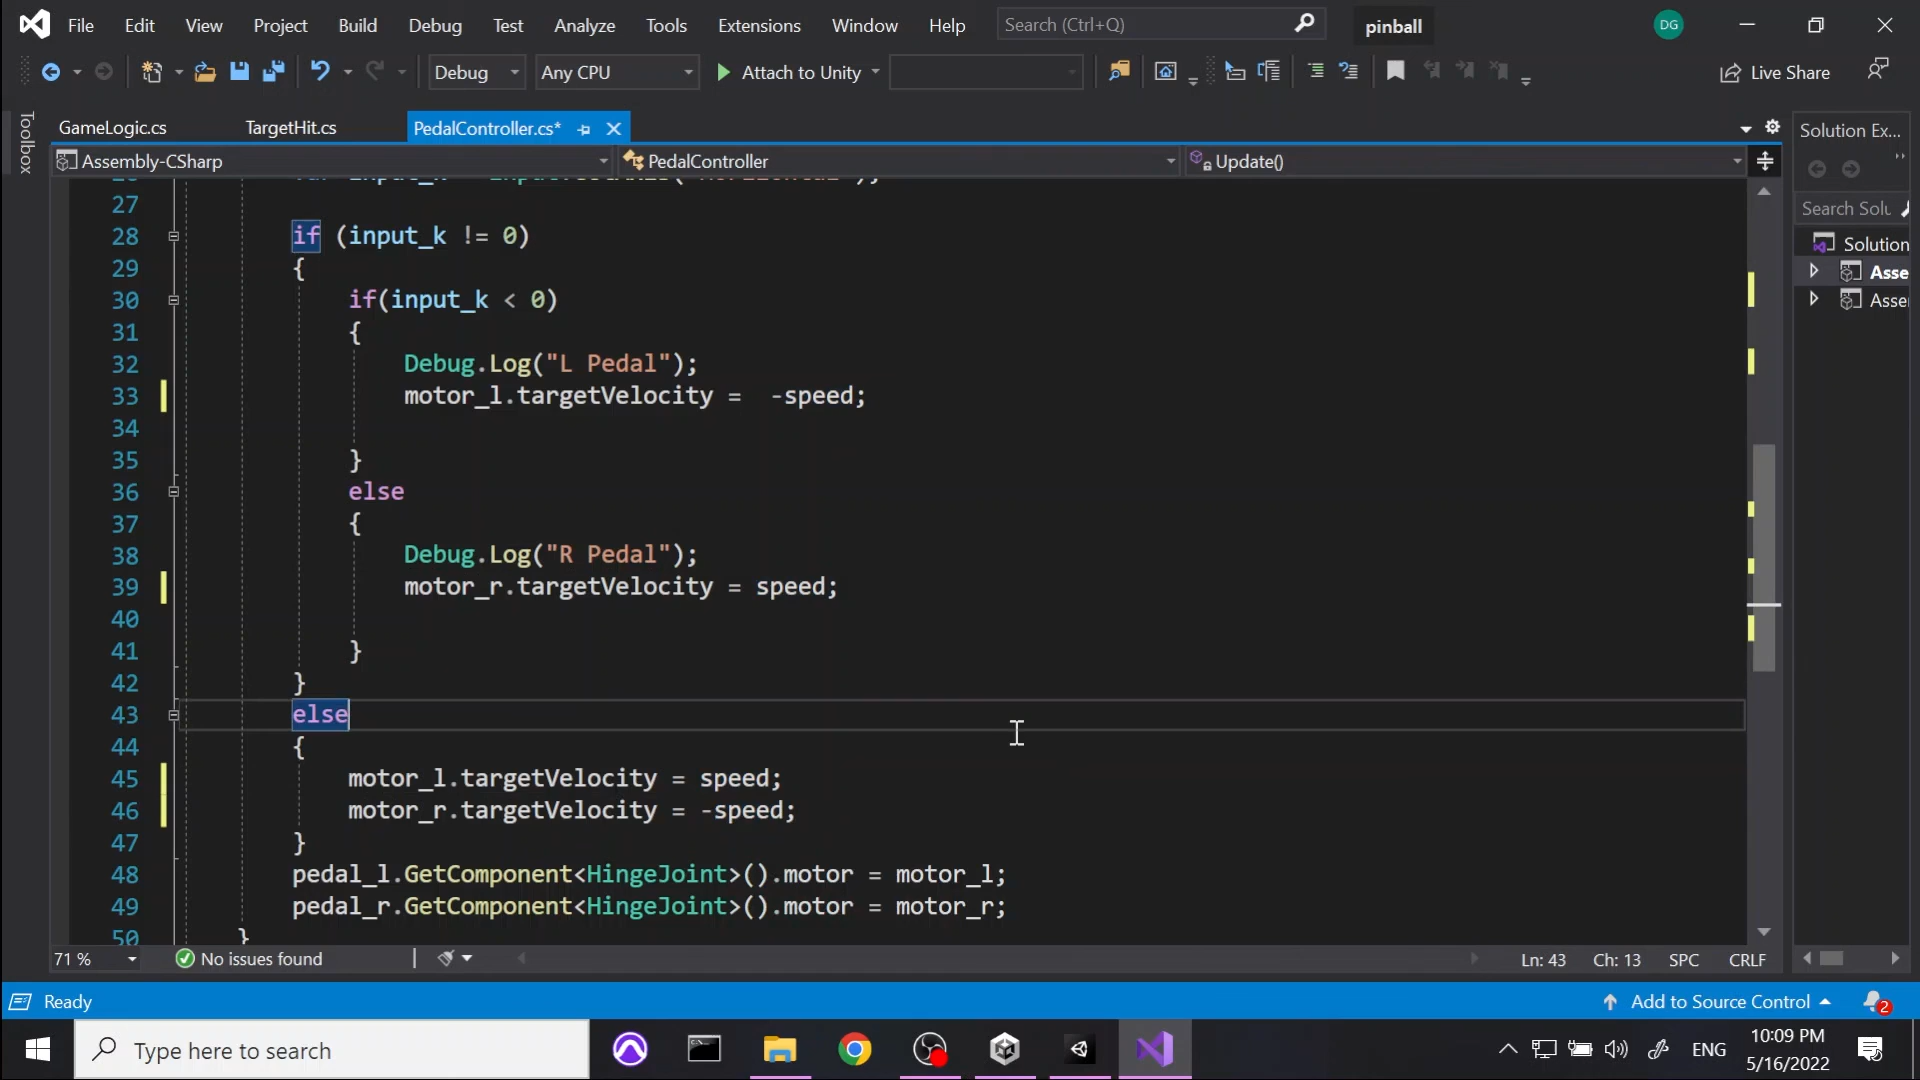 File Edit View Project Build Debug Test Analyze Tools Extensions Window Help Search (Ctrl+Q) pinball DG
Debug Any CPU Attach to Unity Live Share
Toolbox
GameLogic.cs TargetHit.cs PedalController.cs*
Solution Ex...
Assembly-CSharp PedalController Update()
Search Solu
Solution
Asse
Asse
27
28 if (input_k != 0)
29 {
30 if(input_k < 0)
31 {
32 Debug.Log("L Pedal");
33 motor_l.targetVelocity =  -speed;
34
35 }
36 else
37 {
38 Debug.Log("R Pedal");
39 motor_r.targetVelocity = speed;
40
41 }
42 }
43 else
44 {
45 motor_l.targetVelocity = speed;
46 motor_r.targetVelocity = -speed;
47 }
48 pedal_l.GetComponent<HingeJoint>().motor = motor_l;
49 pedal_r.GetComponent<HingeJoint>().motor = motor_r;
50 }
71 % No issues found Ln: 43 Ch: 13 SPC CRLF
Ready Add to Source Control 2
Type here to search ENG 10:09 PM
5/16/2022